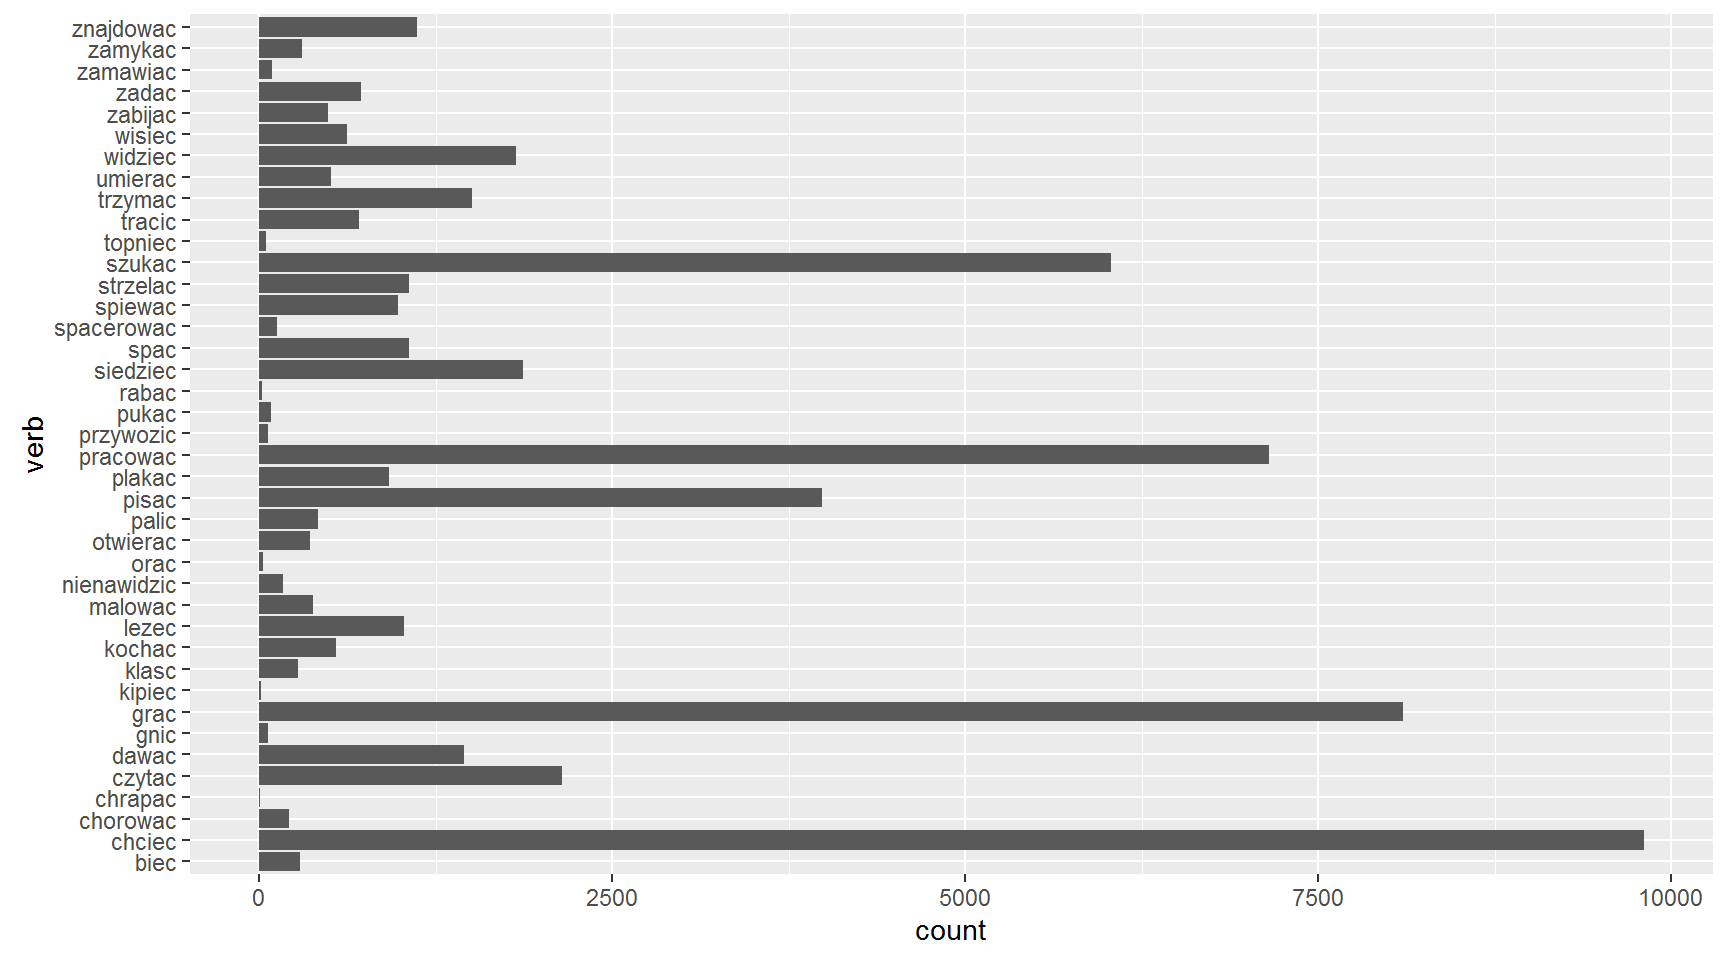 znajdowac
zamykac
zamawiac
zadac
zabijac
wisiec
widziec
umierac
trzymac
tracic
topniec
szukac
strzelac
spiewac
spacerowac
spac
siedziec
rabac
pukac
przywozic
pracowac
plakac
pisac
palic
otwierac
orac
nienawidzic
malowac
lezec
kochac
klasc
kipiec
grac
gnic
dawac
czytac
chrapac
chorowac
chciec
biec
verb
0 2500 5000 7500 10000
count